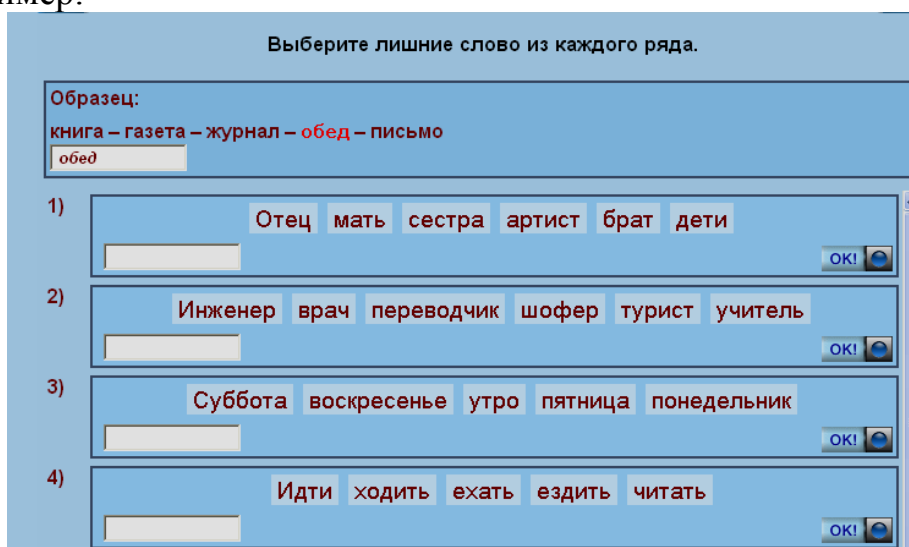 Выберите лишние слово из каждого ряда.
Образец:
книга – газета – журнал – обед – письмо
обед
1)
Отец мать сестра артист брат дети
OK!
2)
Инженер врач переводчик шофер турист учитель
OK!
3)
Суббота воскресенье утро пятница понедельник
OK!
4)
Идти ходить ехать ездить читать
OK!